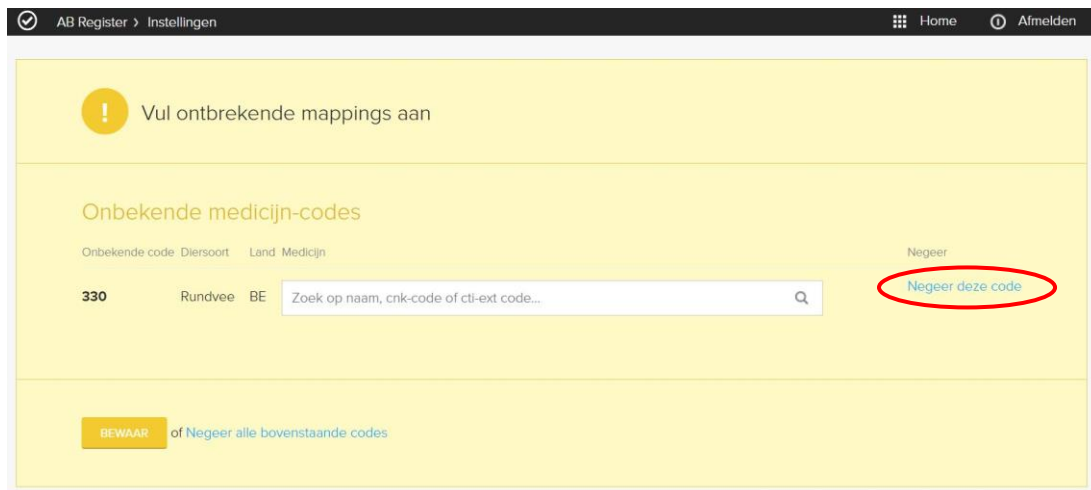 AB Register > Instellingen Home Afmelden
! Vul ontbrekende mappings aan
Onbekende medicijn-codes
Onbekende code Diersoort Land Medicijn Negeer
330 Rundvee BE Zoek op naam, cnk-code of cti-ext code... Negeer deze code
BEWAAR of Negeer alle bovenstaande codes